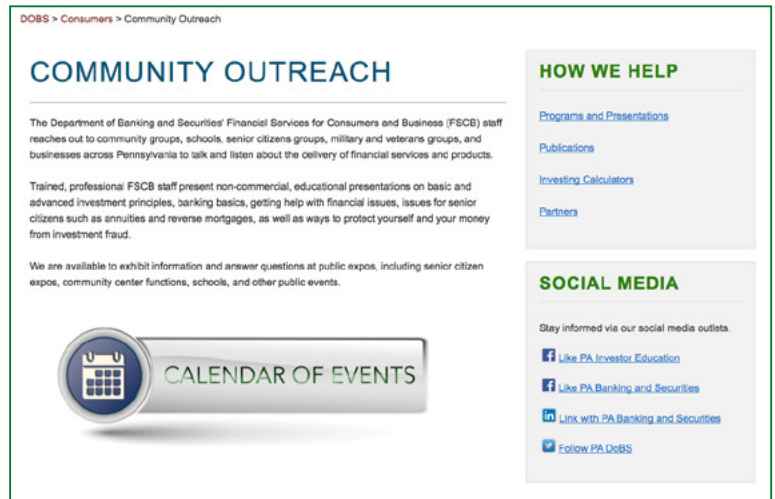 DOBS > Consumers > Community Outreach
COMMUNITY OUTREACH
The Department of Banking and Securities' Financial Services for Consumers and Business (FSCB) staff
reaches out to community groups, schools, senior citizens groups, military and veterans groups, and
businesses across Pennsylvania to talk and listen about the delivery of financial services and products.
Trained, professional FSCB staff present non-commercial, educational presentations on basic and
advanced investment principles, banking basics, getting help with financial issues, issues for senior
citizens such as annuities and reverse mortgages, as well as ways to protect yourself and your money
from investment fraud.
We are available to exhibit information and answer questions at public expos, including senior citizen
expos, community center functions, schools, and other public events.
CALENDAR OF EVENTS
HOW WE HELP
Programs and Presentations
Publications
Investing Calculators
Partners
SOCIAL MEDIA
Stay informed via our social media outlets.
Like PA Investor Education
Like PA Banking and Securities
in Link with PA Banking and Securities
Follow PA DoBS